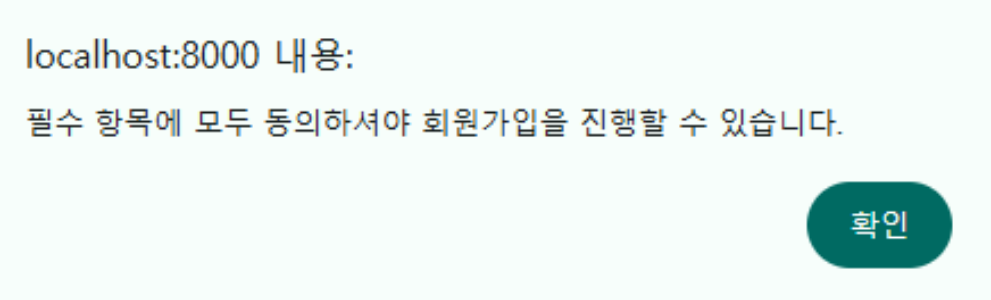 localhost:8000 내용:
필수 항목에 모두 동의하셔야 회원가입을 진행할 수 있습니다.
확인